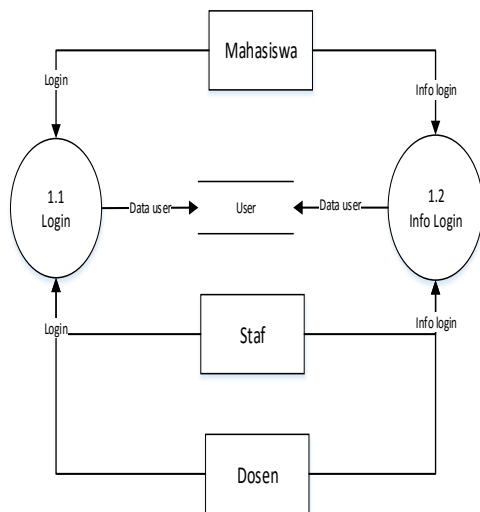 Mahasiswa
Login
Info login
1.1
Login
Data user
User
Data user
1.2
Info Login
Login
Staf
Info login
Dosen